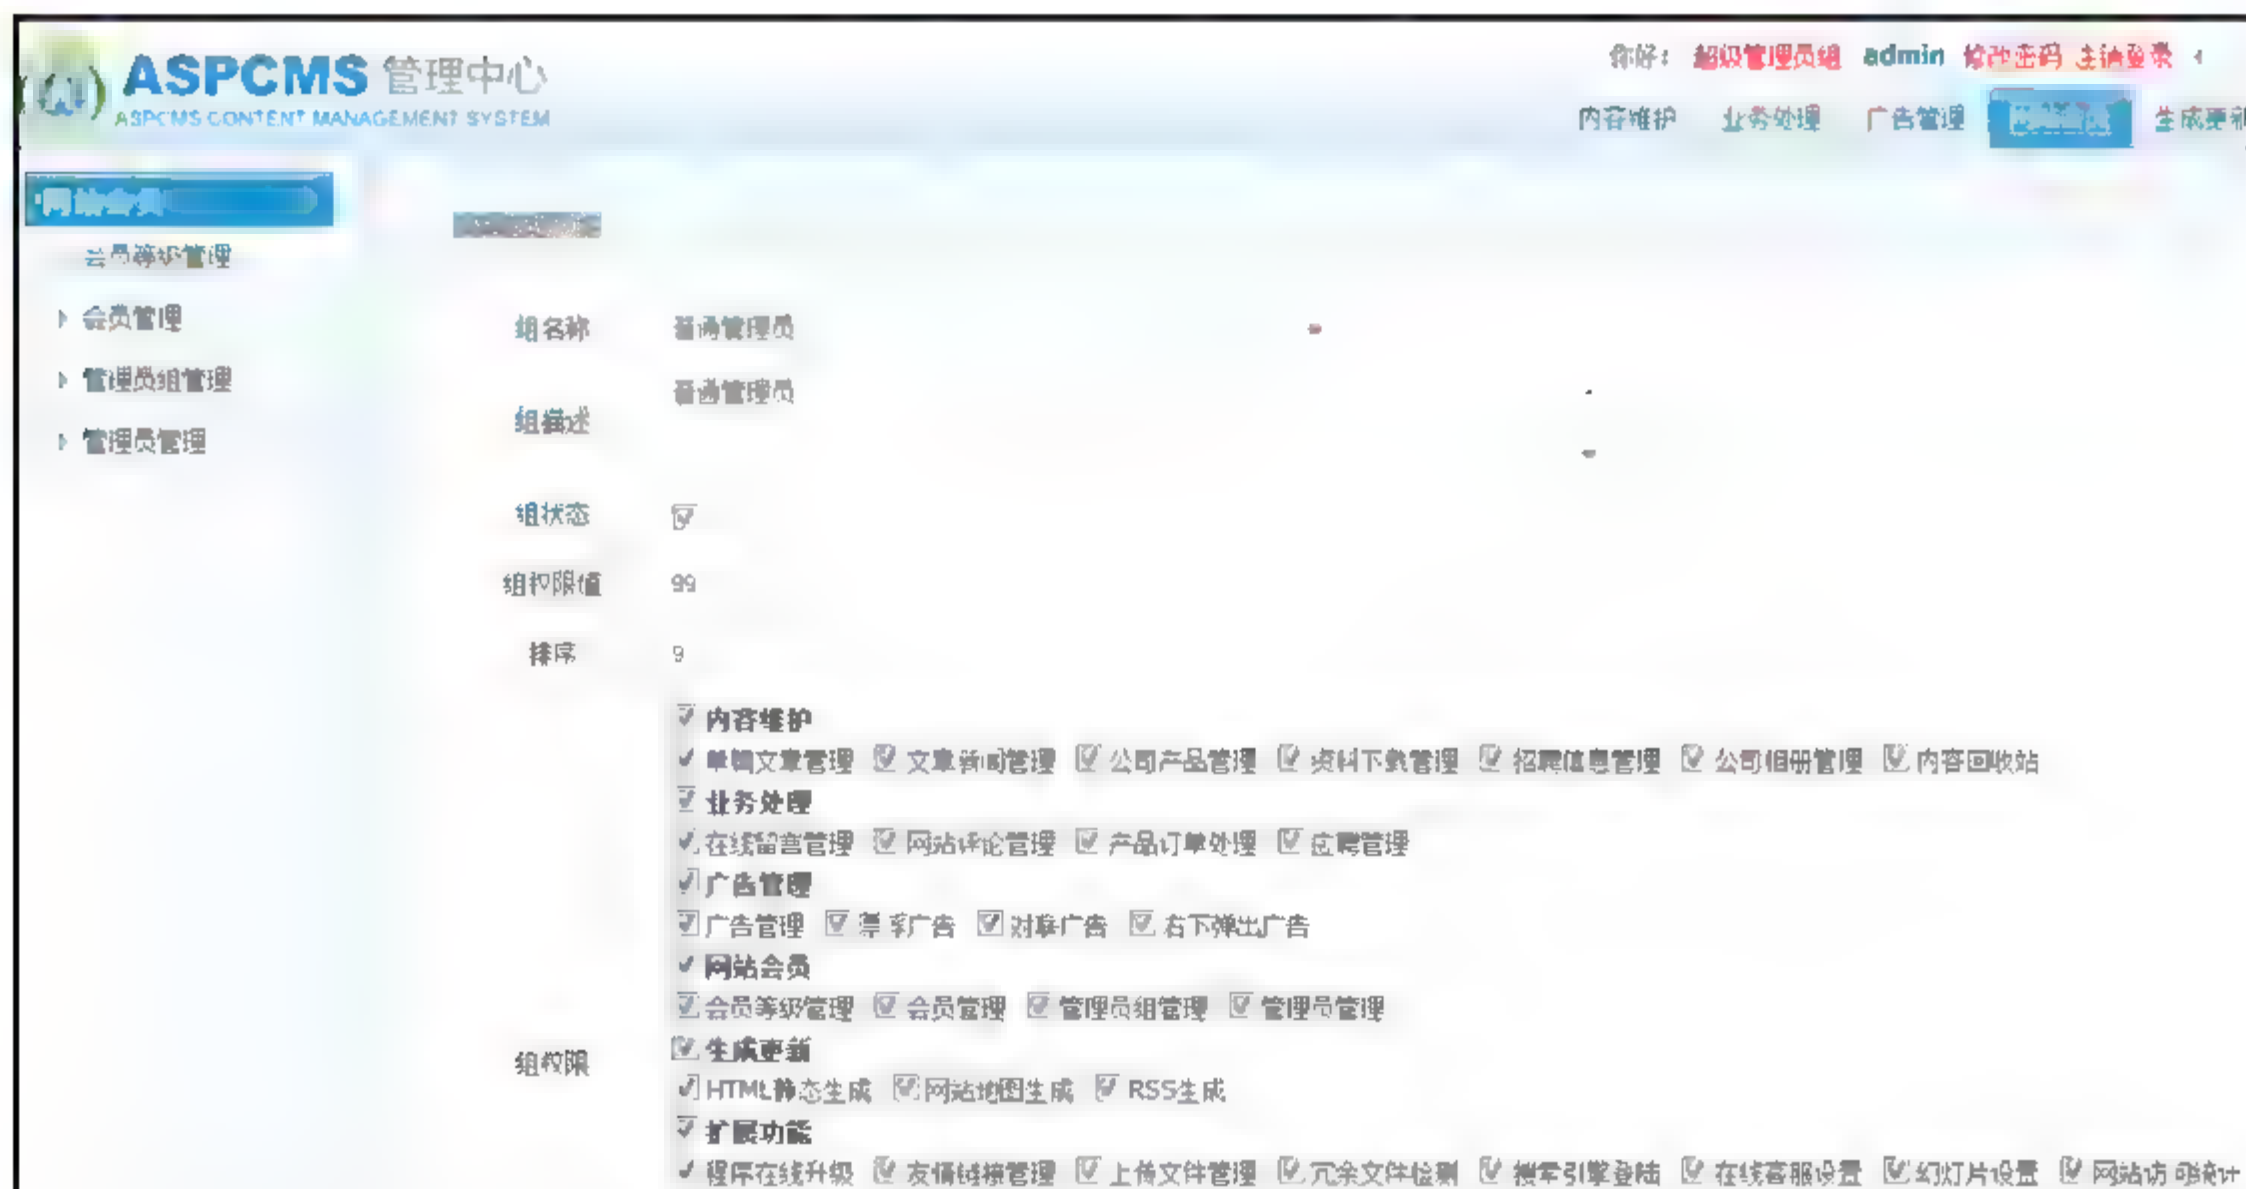 ASPCMS 管理中心
ASPCMS CONTENT MANAGEMENT SYSTEM
你好： 超级管理员组 admin 修改密码 注销登录
内容维护 业务处理 广告管理 生成更新
网站会员
会员等级管理
会员管理
管理员组管理
管理员管理
组名称 普通管理员
组描述 普通管理员
组状态
组权限值 99
排序 9
组权限
内容维护
单篇文章管理 文章新闻管理 公司产品管理 资料下载管理 招聘信息管理 公司相册管理 内容回收站
业务处理
在线留言管理 网站评论管理 产品订单处理 应聘管理
广告管理
广告管理 漂浮广告 对联广告 右下弹出广告
网站会员
会员等级管理 会员管理 管理员组管理 管理员管理
生成更新
HTML静态生成 网站地图生成 RSS生成
扩展功能
程序在线升级 友情链接管理 上传文件管理 冗余文件检测 搜索引擎登陆 在线客服设置 幻灯片设置 网站访问统计